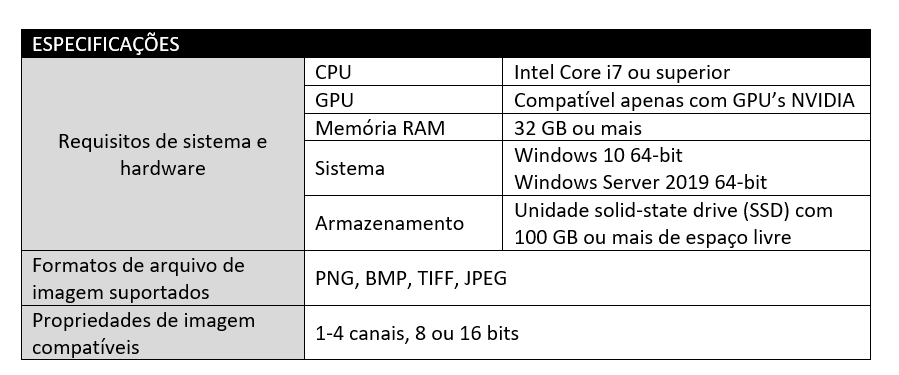 ESPECIFICAÇÕES
Requisitos de sistema e
hardware
CPU
Intel Core i7 ou superior
GPU
Compatível apenas com GPU's NVIDIA
Memória RAM
32 GB ou mais
Sistema
Windows 10 64-bit
Windows Server 2019 64-bit
Armazenamento
Unidade solid-state drive (SSD) com
100 GB ou mais de espaço livre
Formatos de arquivo de
imagem suportados
PNG, BMP, TIFF, JPEG
Propriedades de imagem
compatíveis
1-4 canais, 8 ou 16 bits